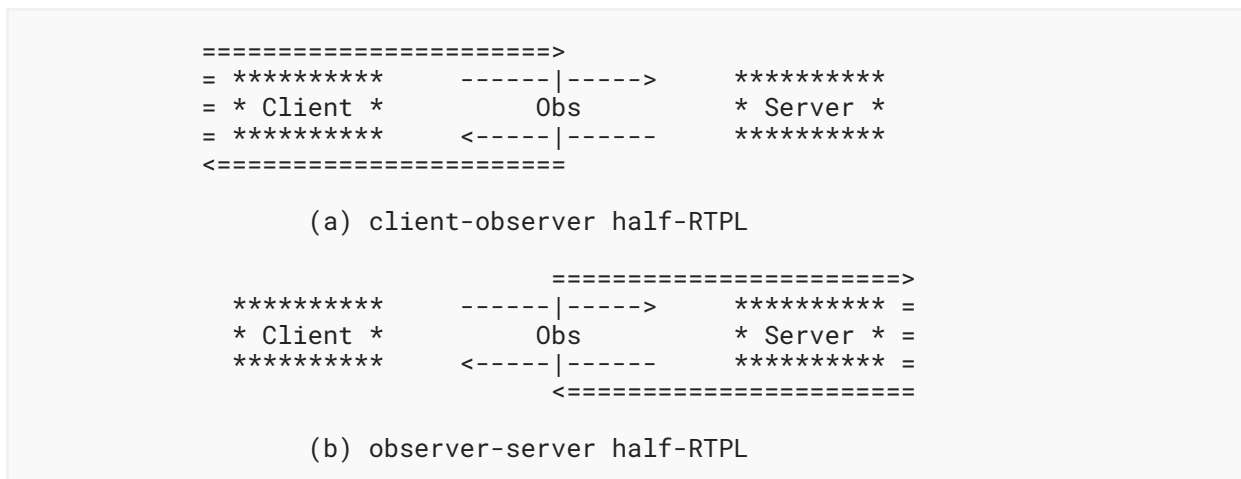 =======================>
= **********     ------|----->     **********
= * Client *          Obs          * Server *
= **********     <-----|------     **********
<=======================
(a) client-observer half-RTPL
=======================>
**********     ------|----->     ********** =
* Client *          Obs          * Server * =
**********     <-----|------     ********** =
<=======================
(b) observer-server half-RTPL